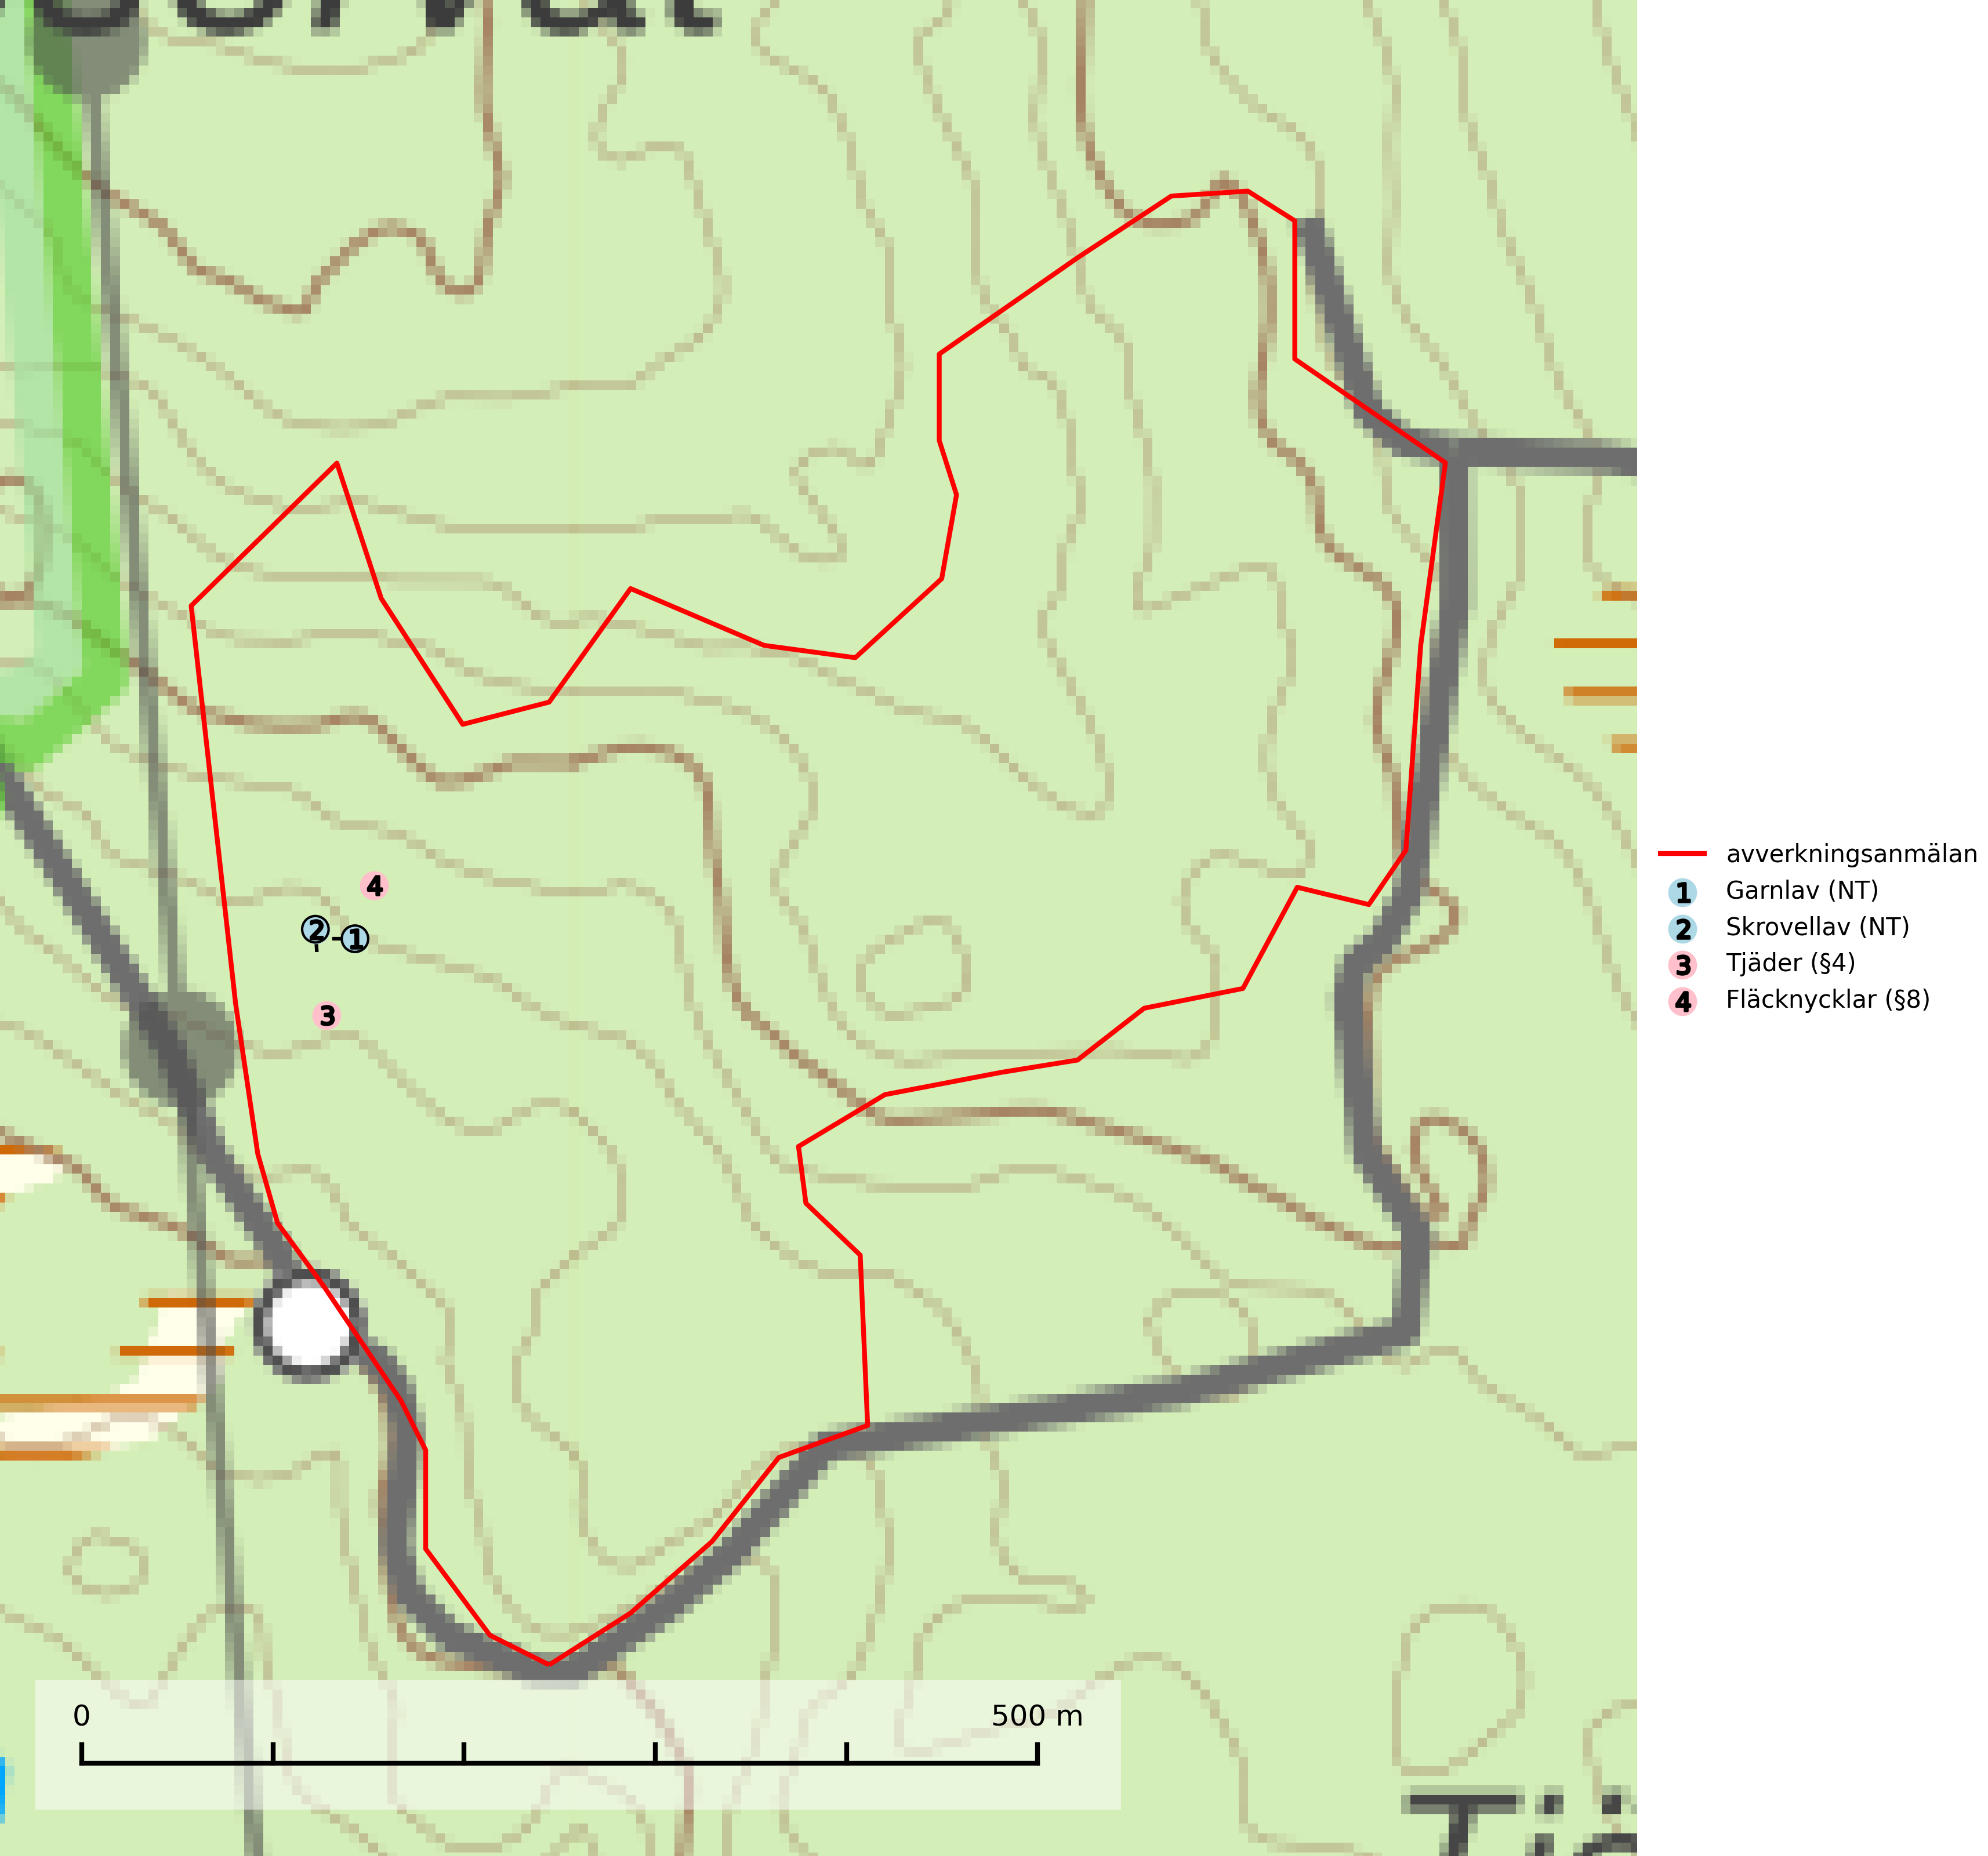 4
2
1
3
avverkningsanmälan
1 Garnlav (NT)
2 Skrovellav (NT)
3 Tjäder (§4)
4 Fläcknycklar (§8)
0 500 m